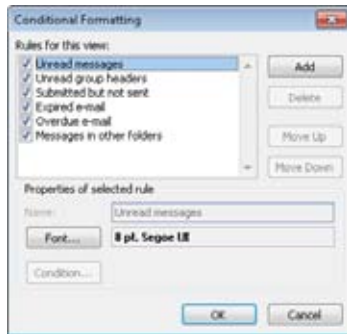 Conditional Formatting
Rules for this view:
Unread messages
Unread group headers
Submitted but not sent
Expired e-mail
Overdue e-mail
Messages in other folders
Add
Delete
Move Up
Move Down
Properties of selected rule
Name:
Unread messages
Font...
8 pt. Segoe UI
Condition...
OK
Cancel